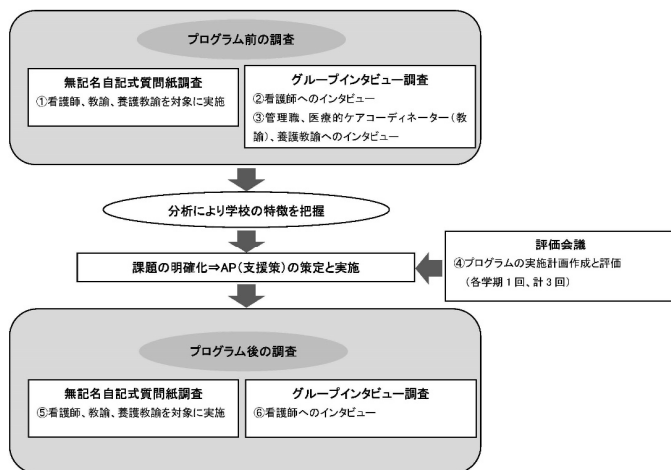 プログラム前の調査
無記名自記式質問紙調査
①看護師、教諭、養護教諭を対象に実施
グループインタビュー調査
②看護師へのインタビュー
③管理職、医療的ケアコーディネーター(教
諭)、養護教諭へのインタビュー
分析により学校の特徴を把握
課題の明確化⇒AP(支援策)の策定と実施
評価会議
④プログラムの実施計画作成と評価
(各学期1回、計3回)
プログラム後の調査
無記名自記式質問紙調査
⑤看護師、教諭、養護教諭を対象に実施
グループインタビュー調査
⑥看護師へのインタビュー